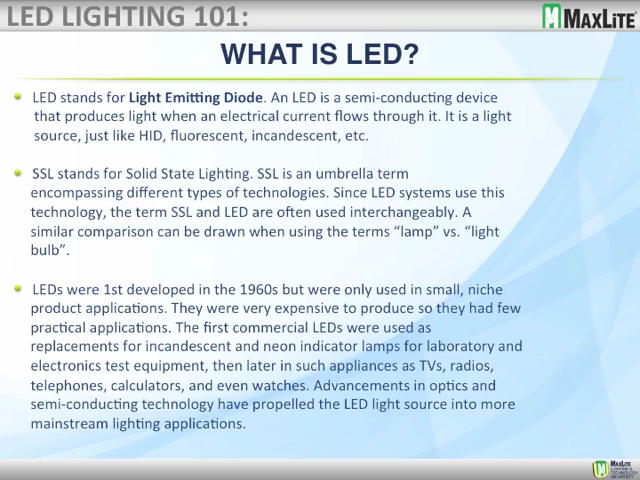 LED LIGHTING 101:
MAXLITE®
WHAT IS LED?
LED stands for Light Emitting Diode. An LED is a semi-conducting device
that produces light when an electrical current flows through it. It is a light
source, just like HID, fluorescent, incandescent, etc.
SSL stands for Solid State Lighting. SSL is an umbrella term
encompassing different types of technologies. Since LED systems use this
technology, the term SSL and LED are often used interchangeably. A
similar comparison can be drawn when using the terms “lamp” vs. “light
bulb”.
LEDs were 1st developed in the 1960s but were only used in small, niche
product applications. They were very expensive to produce so they had few
practical applications. The first commercial LEDs were used as
replacements for incandescent and neon indicator lamps for laboratory and
electronics test equipment, then later in such appliances as TVs, radios,
telephones, calculators, and even watches. Advancements in optics and
semi-conducting technology have propelled the LED light source into more
mainstream lighting applications.
MAXLITE
LIGHTING &
TECHNOLOGY
UNIVERSITY